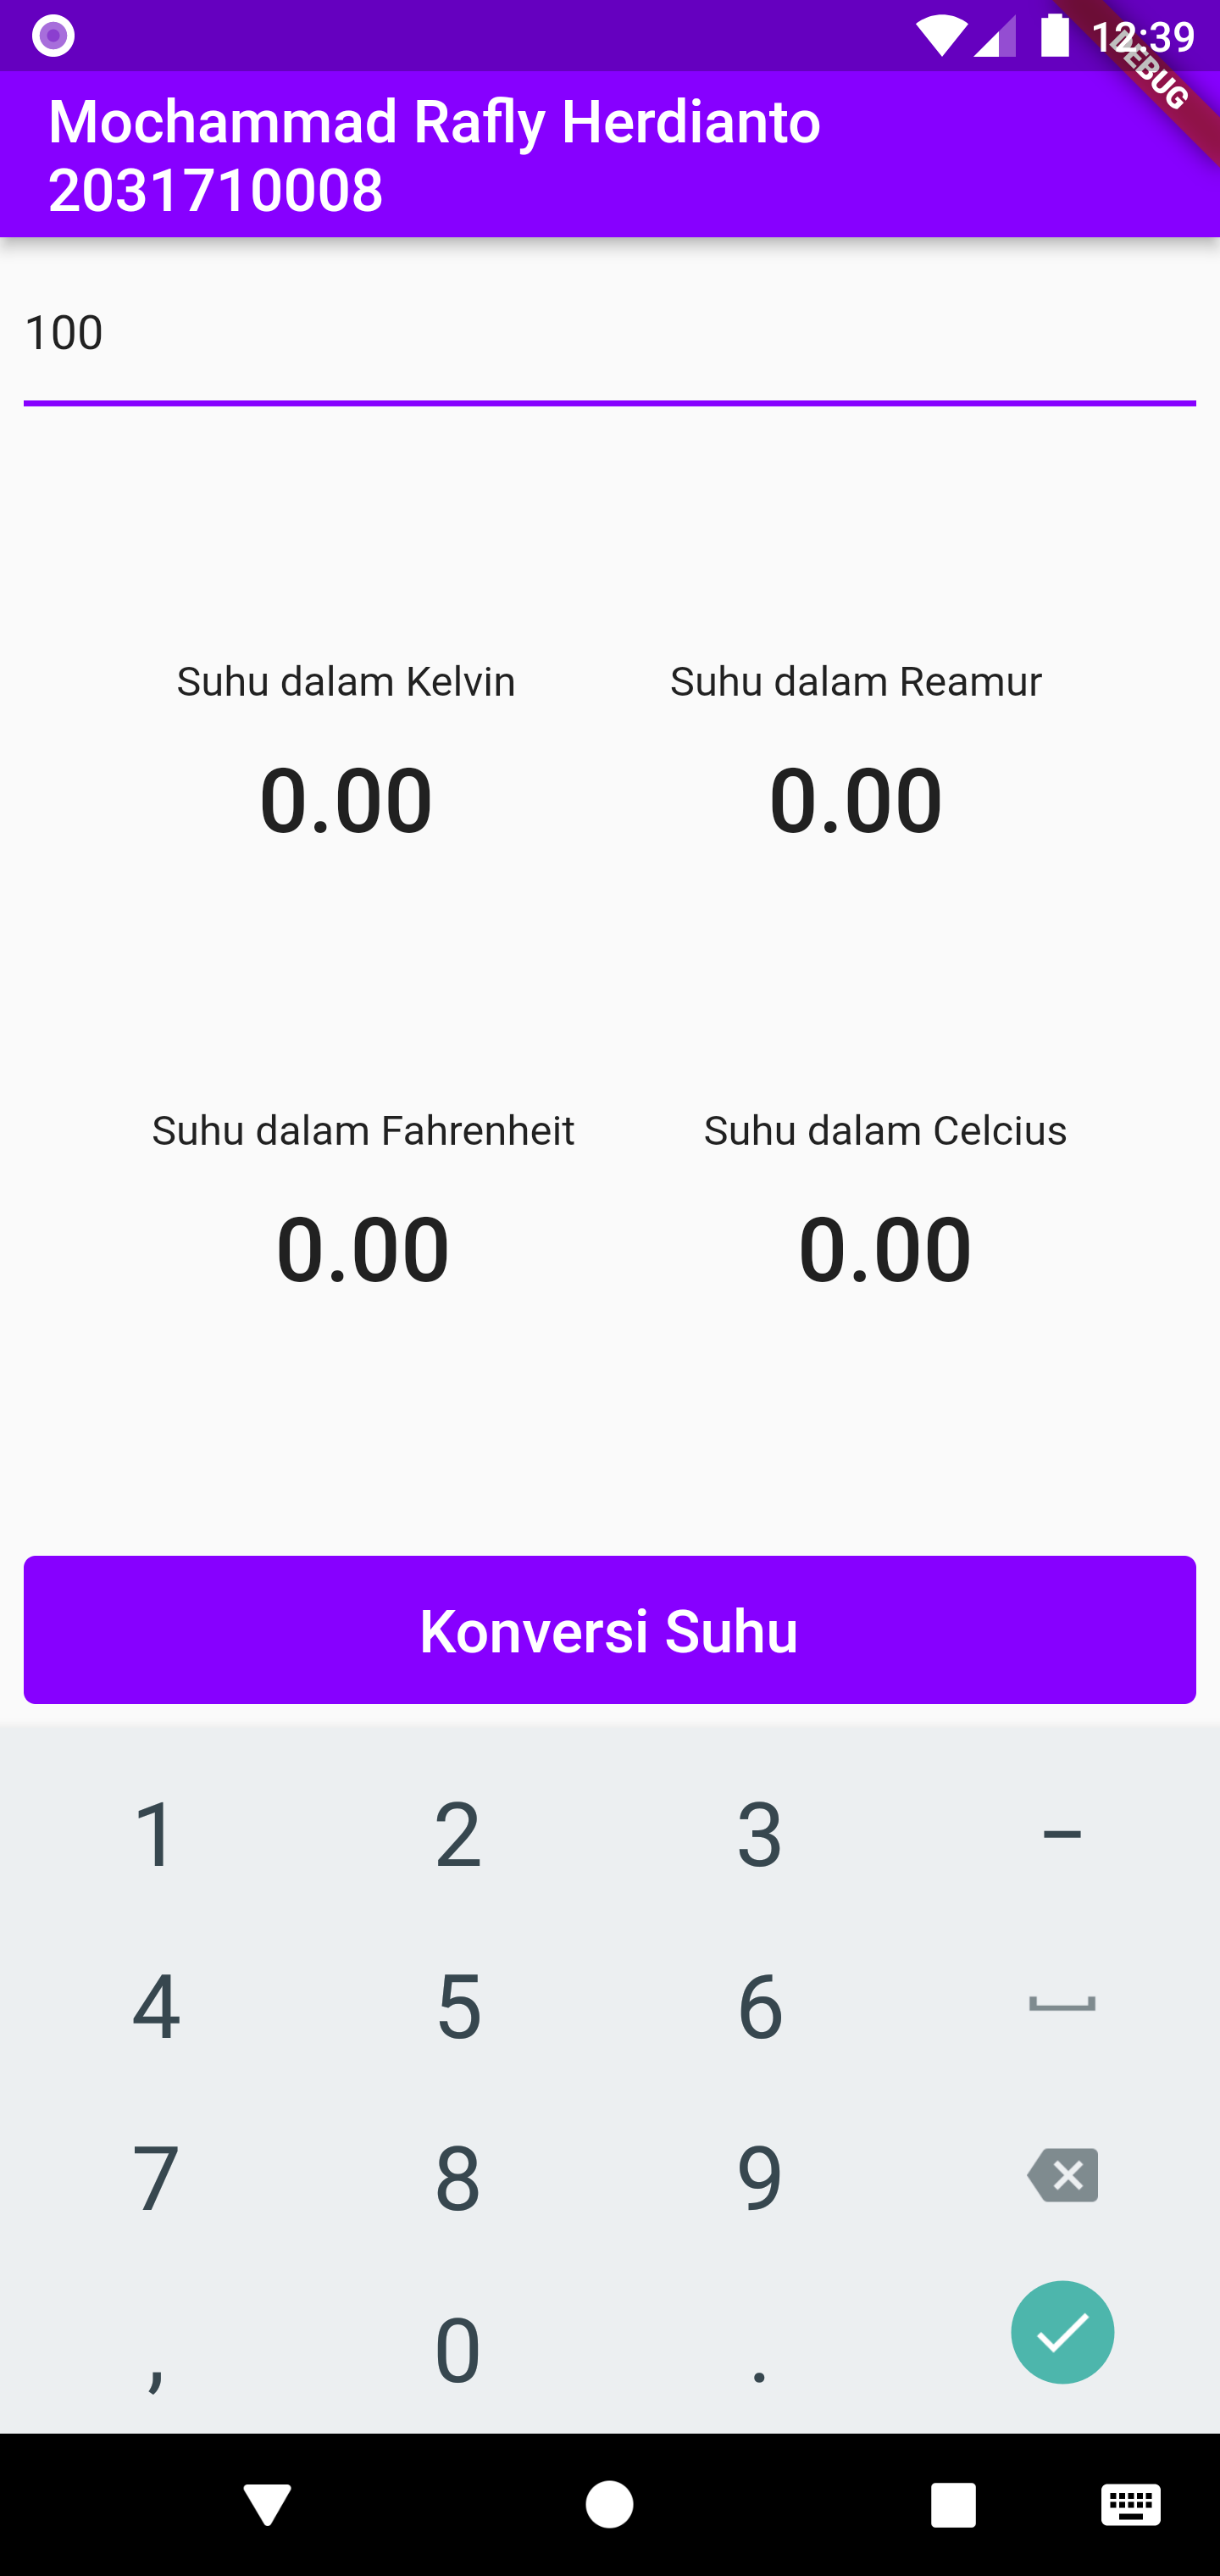 12:39
DEBUG
Mochammad Rafly Herdianto
2031710008
100
Suhu dalam Kelvin
Suhu dalam Reamur
0.00
0.00
Suhu dalam Fahrenheit
Suhu dalam Celcius
0.00
0.00
Konversi Suhu
1 2 3 –
4 5 6
7 8 9
, 0 .